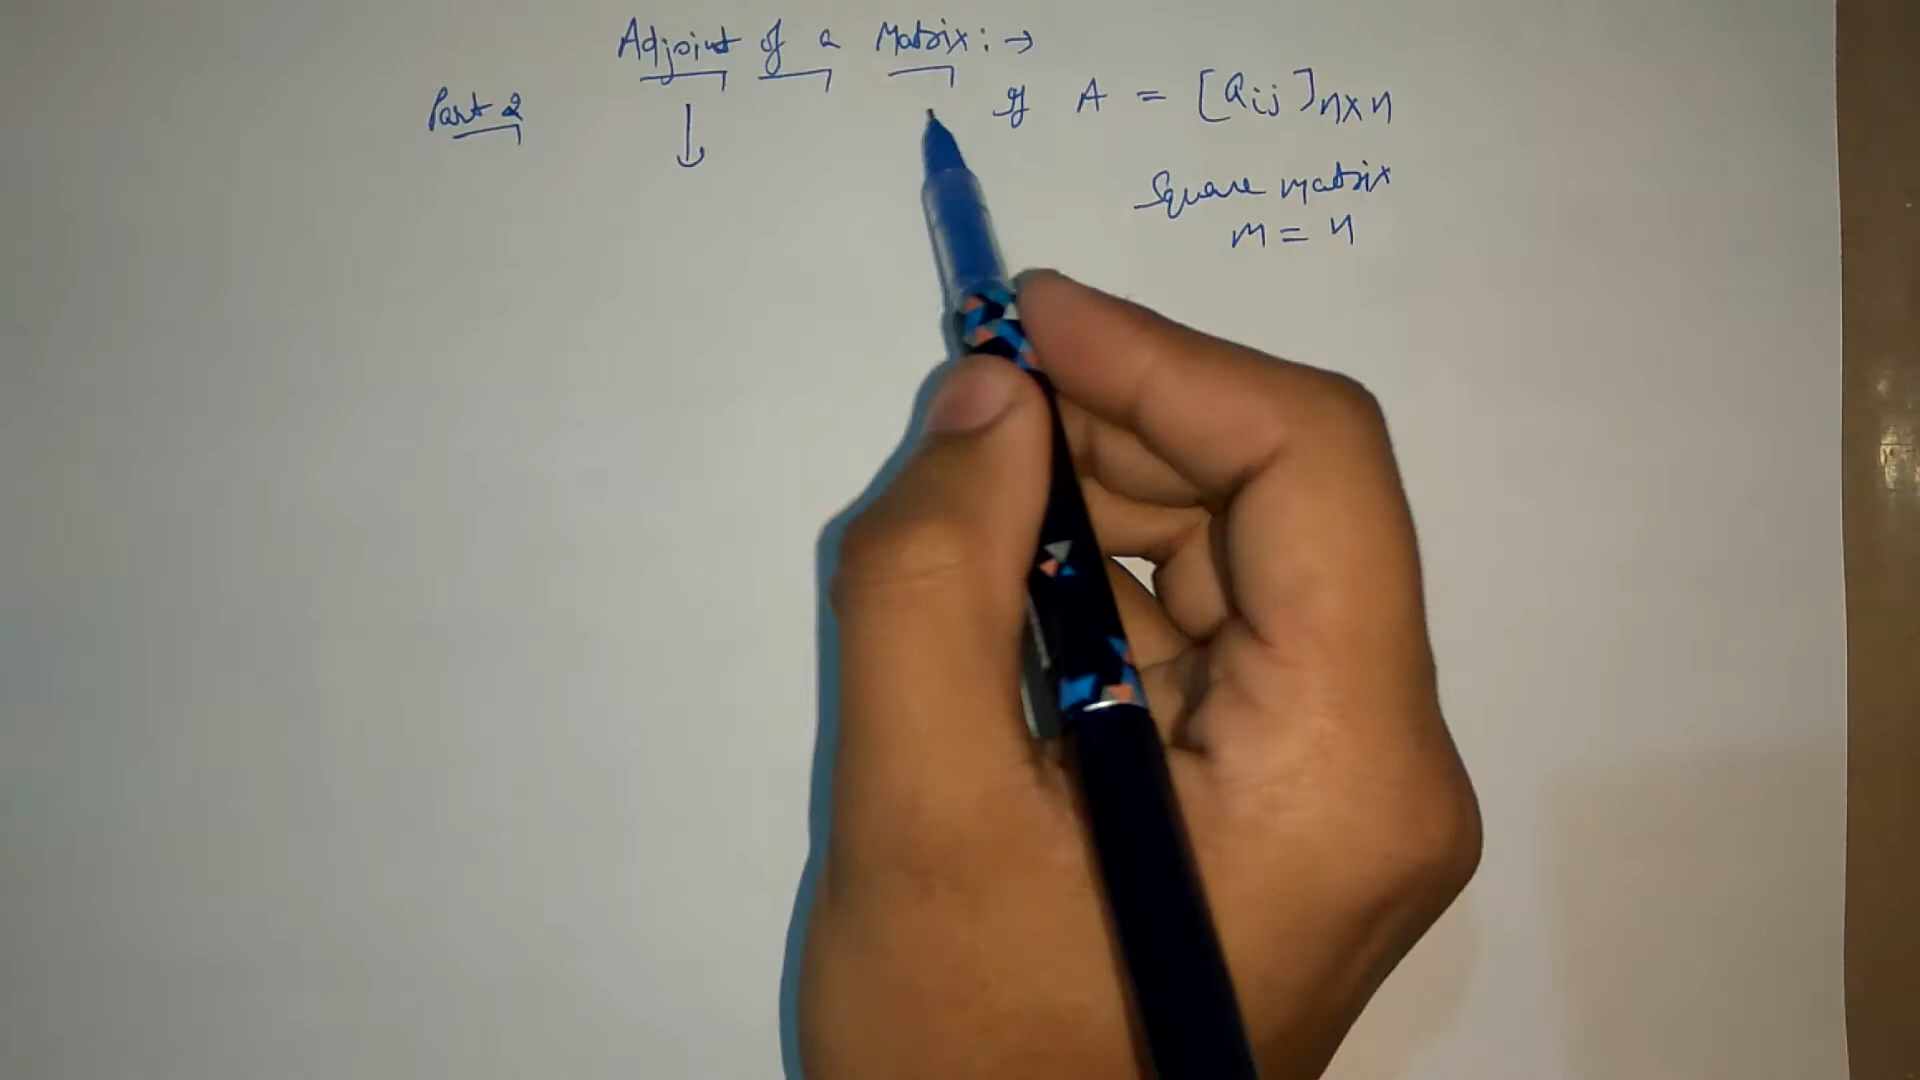 Adjoint of a Matrix : →
Part 2
If A = [aij]n×n
Square matrix
m = n